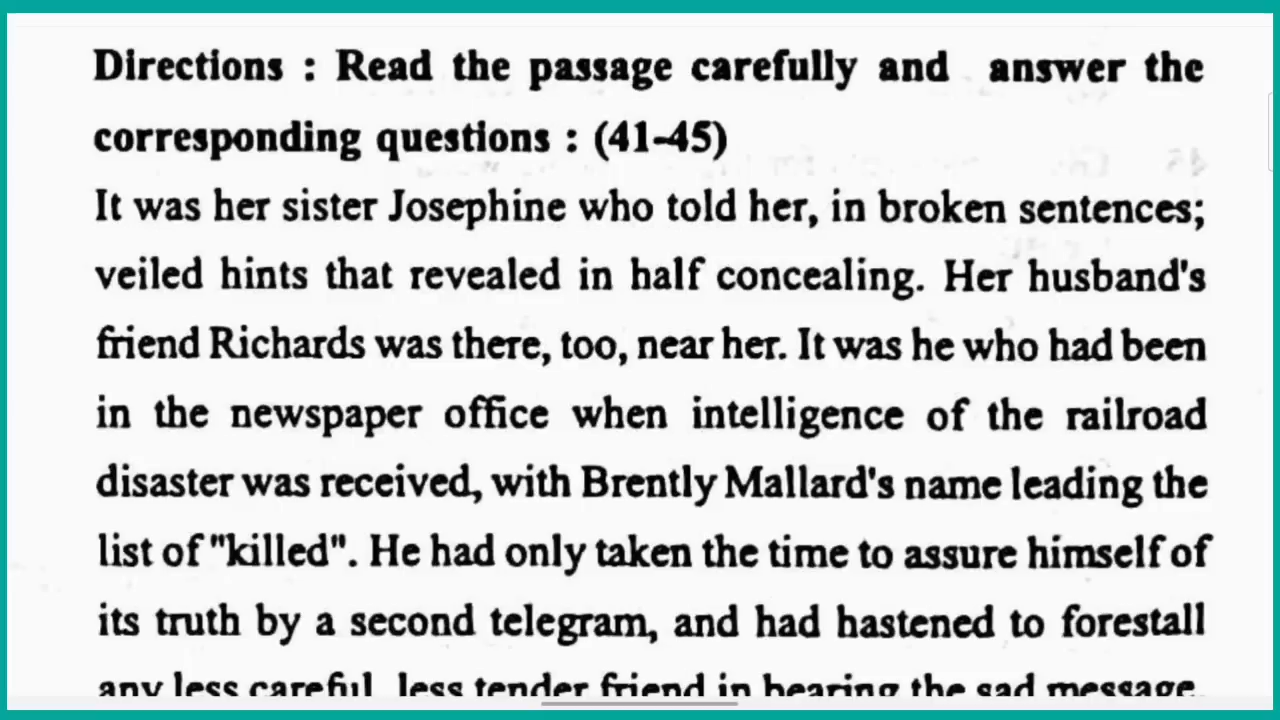 Directions : Read the passage carefully and answer the
corresponding questions : (41-45)
It was her sister Josephine who told her, in broken sentences;
veiled hints that revealed in half concealing. Her husband's
friend Richards was there, too, near her. It was he who had been
in the newspaper office when intelligence of the railroad
disaster was received, with Brently Mallard's name leading the
list of "killed". He had only taken the time to assure himself of
its truth by a second telegram, and had hastened to forestall
any less careful, less tender friend in bearing the sad message.